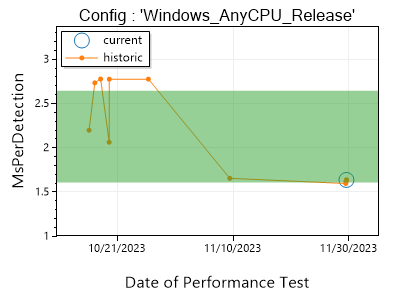 Config : 'Windows_AnyCPU_Release'
current
historic
MsPerDetection
3
2.5
2
1.5
1
10/21/2023
11/10/2023
11/30/2023
Date of Performance Test